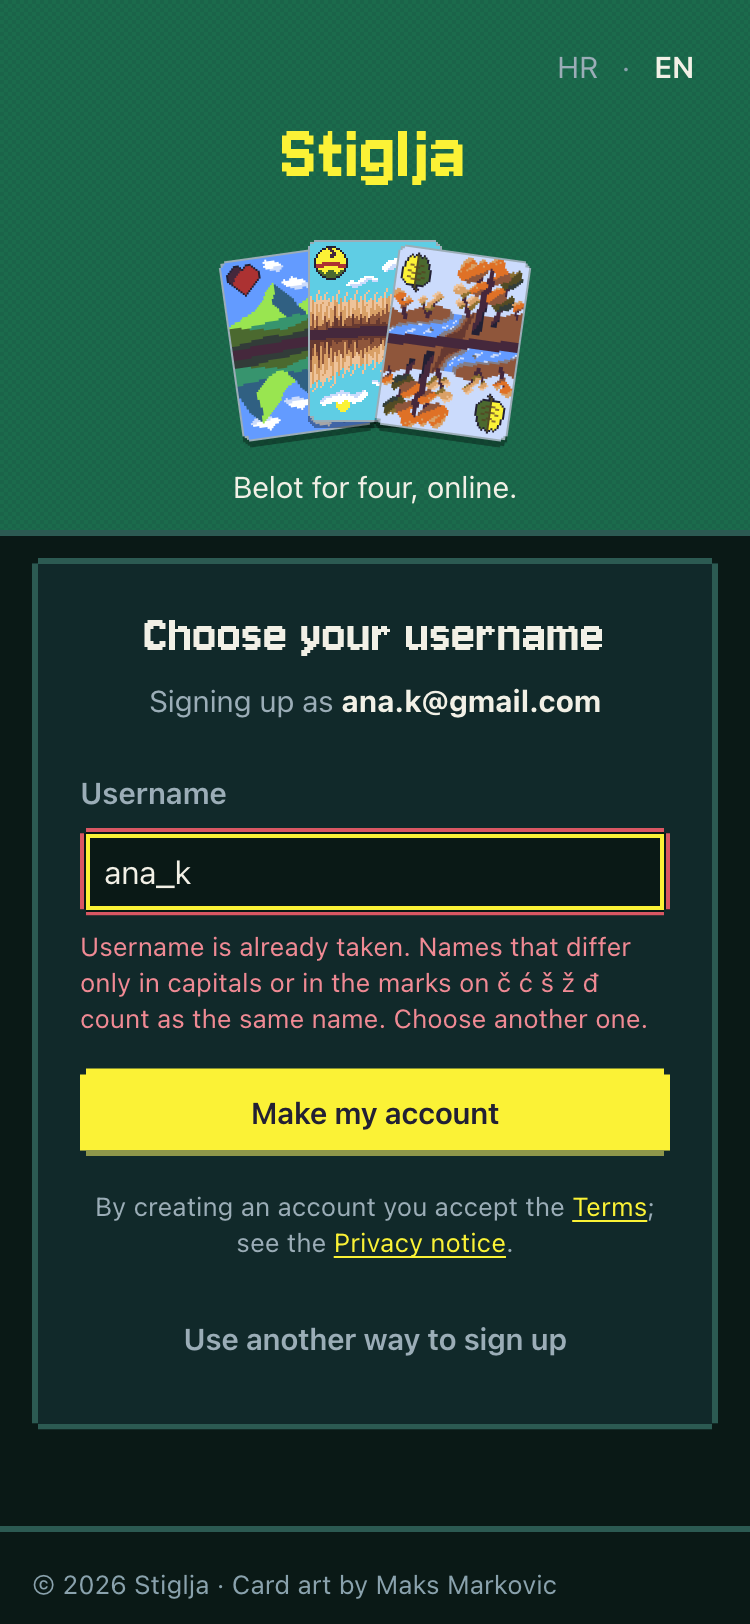 HR · EN
Stiglja
Belot for four, online.
Choose your username
Signing up as ana.k@gmail.com
Username
ana_k
Username is already taken. Names that differ
only in capitals or in the marks on č ć š ž đ
count as the same name. Choose another one.
Make my account
By creating an account you accept the Terms;
see the Privacy notice.
Use another way to sign up
© 2026 Stiglja · Card art by Maks Markovic